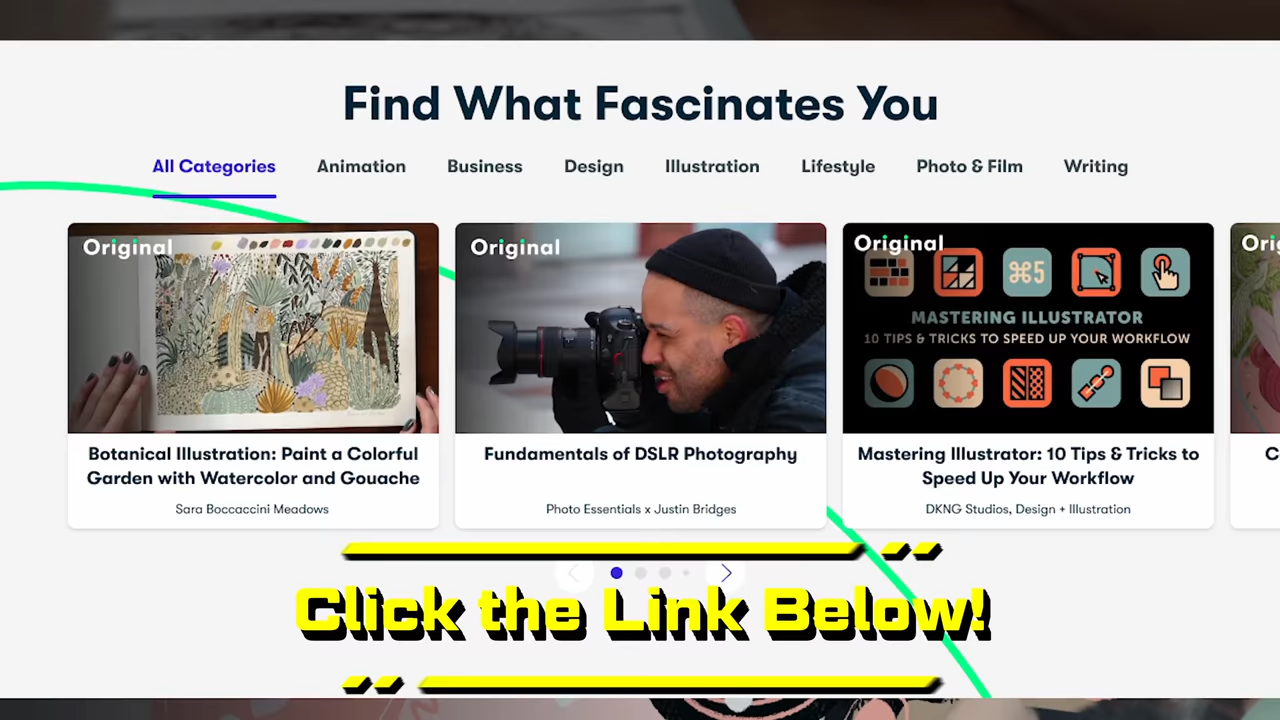 Find What Fascinates You
All Categories Animation Business Design Illustration Lifestyle Photo & Film Writing
Original
Original
Original
⌘5
MASTERING ILLUSTRATOR
10 TIPS & TRICKS TO SPEED UP YOUR WORKFLOW
Botanical Illustration: Paint a Colorful
Garden with Watercolor and Gouache
Sara Boccaccini Meadows
Fundamentals of DSLR Photography
Photo Essentials x Justin Bridges
Mastering Illustrator: 10 Tips & Tricks to
Speed Up Your Workflow
DKNG Studios, Design + Illustration
Click the Link Below!